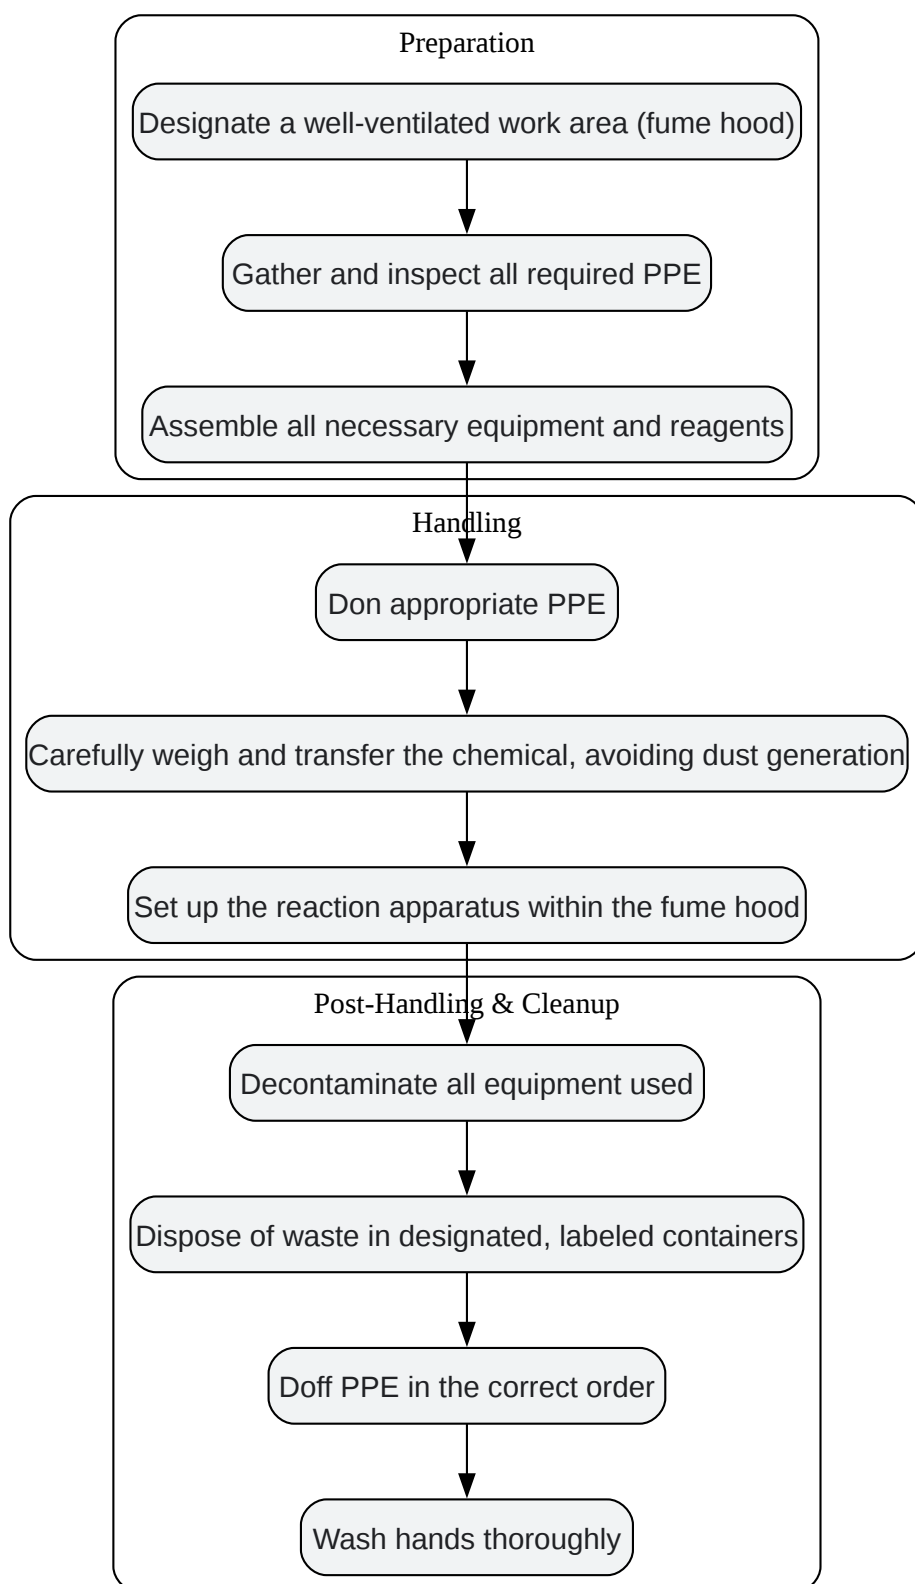 Preparation
Designate a well-ventilated work area (fume hood)
Gather and inspect all required PPE
Assemble all necessary equipment and reagents
Handling
Don appropriate PPE
Carefully weigh and transfer the chemical, avoiding dust generation
Set up the reaction apparatus within the fume hood
Post-Handling & Cleanup
Decontaminate all equipment used
Dispose of waste in designated, labeled containers
Doff PPE in the correct order
Wash hands thoroughly